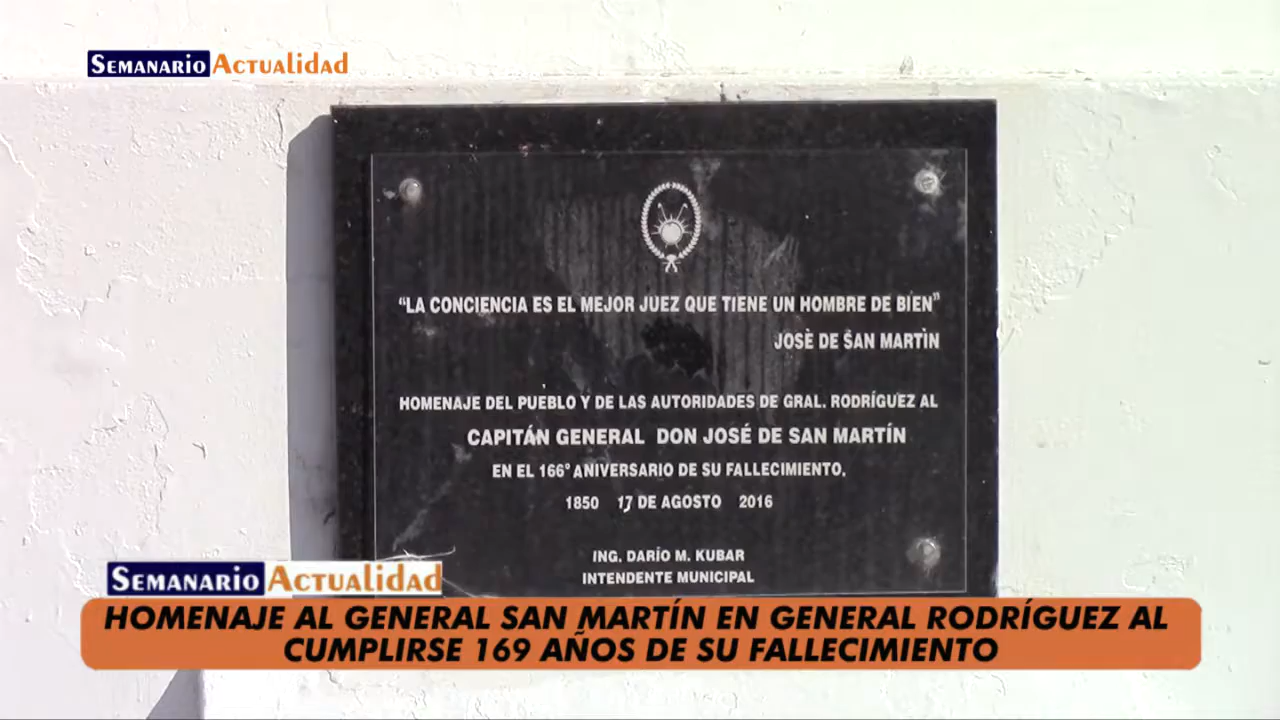 SEMANARIO ACTUALIDAD
"LA CONCIENCIA ES EL MEJOR JUEZ QUE TIENE UN HOMBRE DE BIEN"
JOSÈ DE SAN MARTÌN
HOMENAJE DEL PUEBLO Y DE LAS AUTORIDADES DE GRAL. RODRÍGUEZ AL
CAPITÁN GENERAL DON JOSÉ DE SAN MARTÍN
EN EL 166° ANIVERSARIO DE SU FALLECIMIENTO.
1850 17 DE AGOSTO 2016
ING. DARÍO M. KUBAR
INTENDENTE MUNICIPAL
SEMANARIO ACTUALIDAD
HOMENAJE AL GENERAL SAN MARTÍN EN GENERAL RODRÍGUEZ AL
CUMPLIRSE 169 AÑOS DE SU FALLECIMIENTO